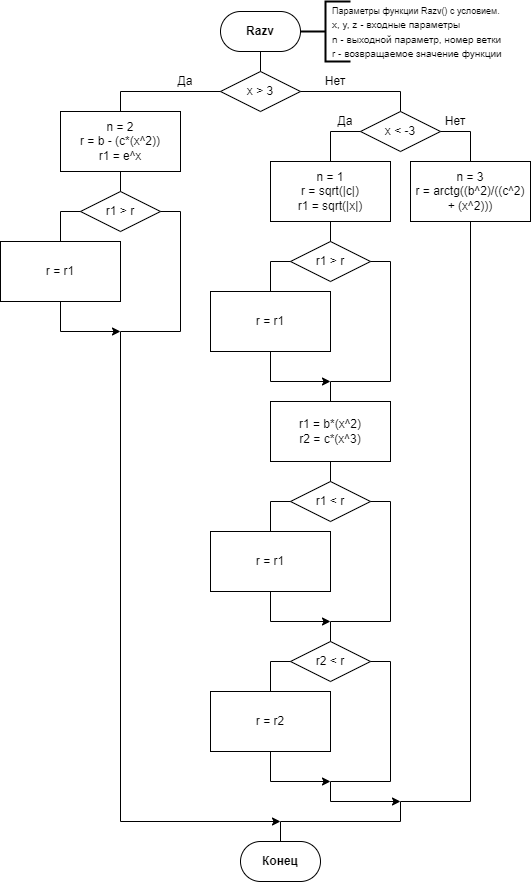 Razv
Параметры функции Razv() с условием.
x, y, z - входные параметры
n - выходной параметр, номер ветки
r - возвращаемое значение функции
Да
x > 3
Нет
n = 2
r = b - (c*(x^2))
r1 = e^x
Да
x < -3
Нет
n = 1
r = sqrt(|c|)
r1 = sqrt(|x|)
n = 3
r = arctg((b^2)/((c^2)
+ (x^2)))
r1 > r
r = r1
r1 > r
r = r1
r1 = b*(x^2)
r2 = c*(x^3)
r1 < r
r = r1
r2 < r
r = r2
Конец